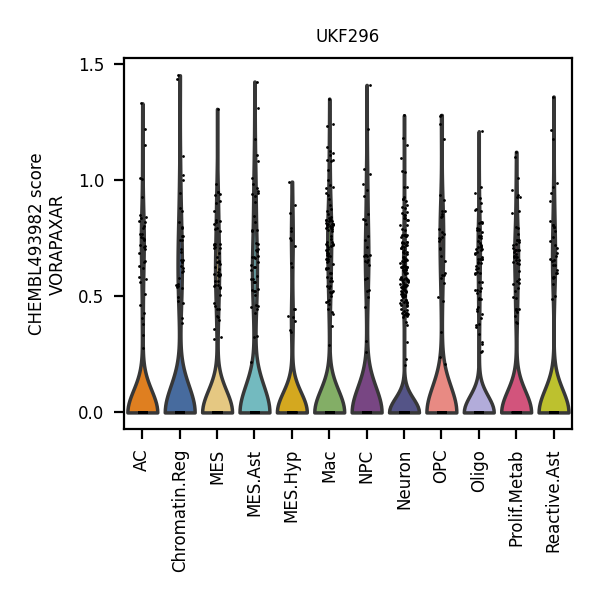 UKF296
CHEMBL493982 score
VORAPAXAR
1.5
1.0
0.5
0.0
AC
Chromatin.Reg
MES
MES.Ast
MES.Hyp
Mac
NPC
Neuron
OPC
Oligo
Prolif.Metab
Reactive.Ast